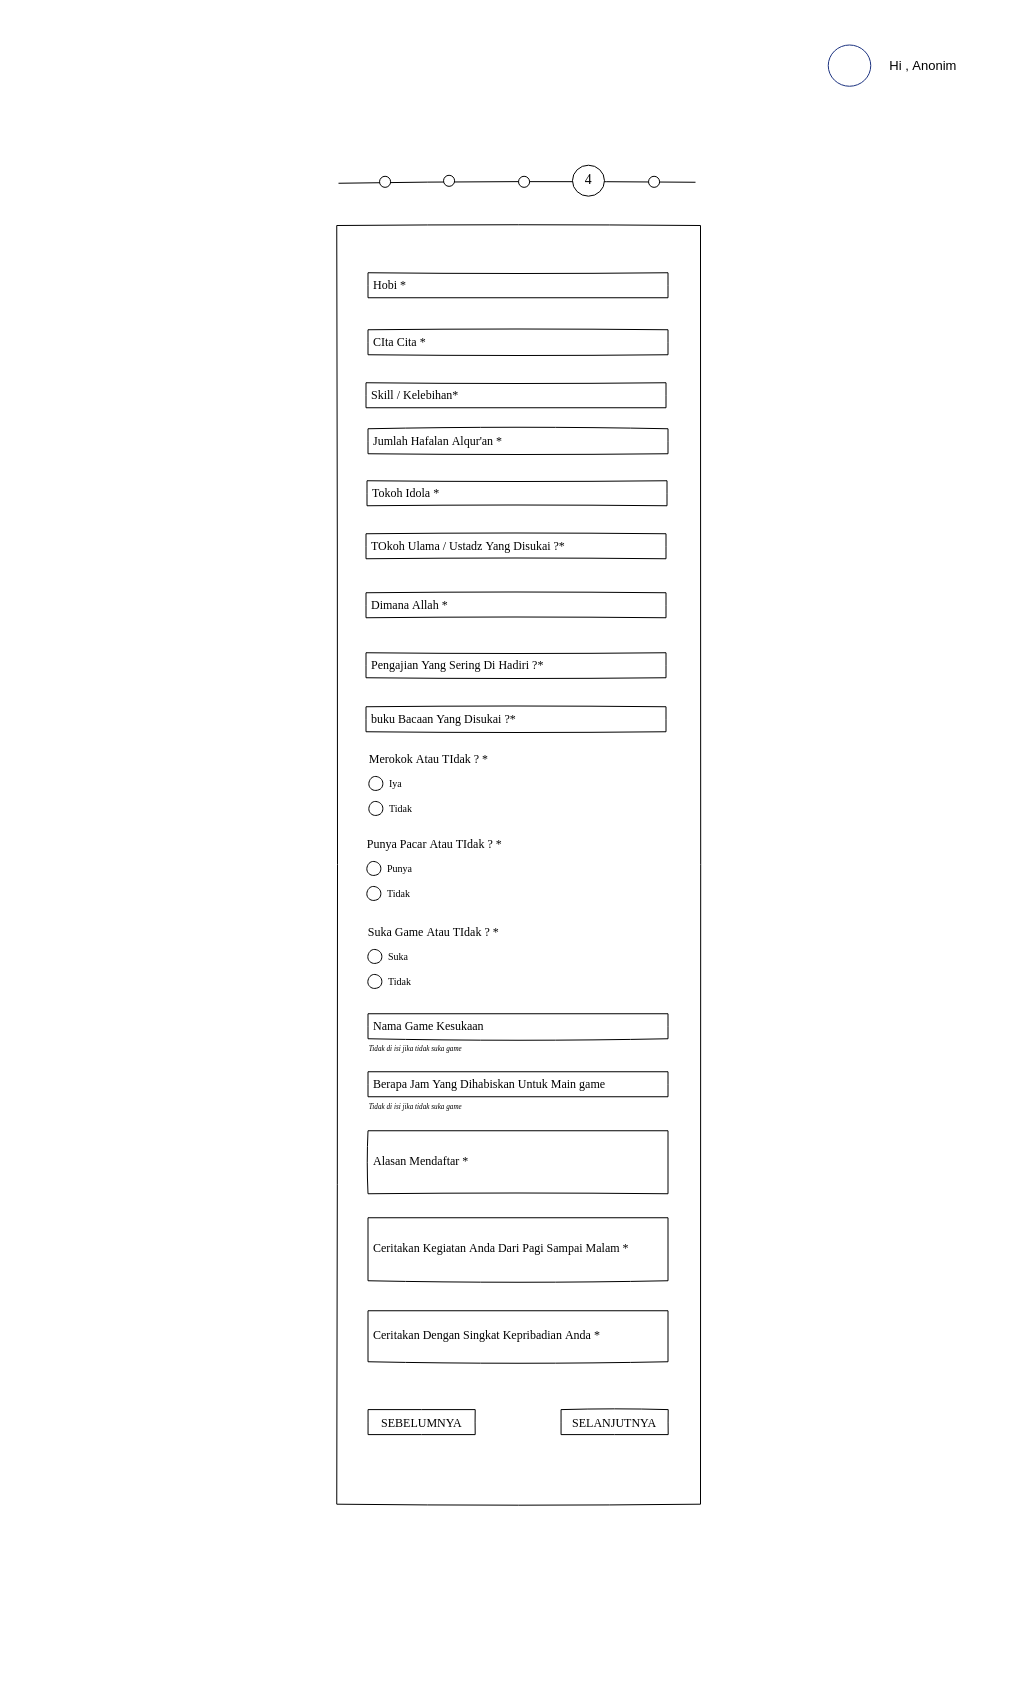 Hi , Anonim
4
Hobi *
CIta Cita *
Skill / Kelebihan*
Jumlah Hafalan Alqur'an *
Tokoh Idola *
TOkoh Ulama / Ustadz Yang Disukai ?*
Dimana Allah *
Pengajian Yang Sering Di Hadiri ?*
buku Bacaan Yang Disukai ?*
Merokok Atau TIdak ? *
Iya
Tidak
Punya Pacar Atau TIdak ? *
Punya
Tidak
Suka Game Atau TIdak ? *
Suka
Tidak
Nama Game Kesukaan
Tidak di isi jika tidak suka game
Berapa Jam Yang Dihabiskan Untuk Main game
Tidak di isi jika tidak suka game
Alasan Mendaftar *
Ceritakan Kegiatan Anda Dari Pagi Sampai Malam *
Ceritakan Dengan Singkat Kepribadian Anda *
SEBELUMNYA
SELANJUTNYA